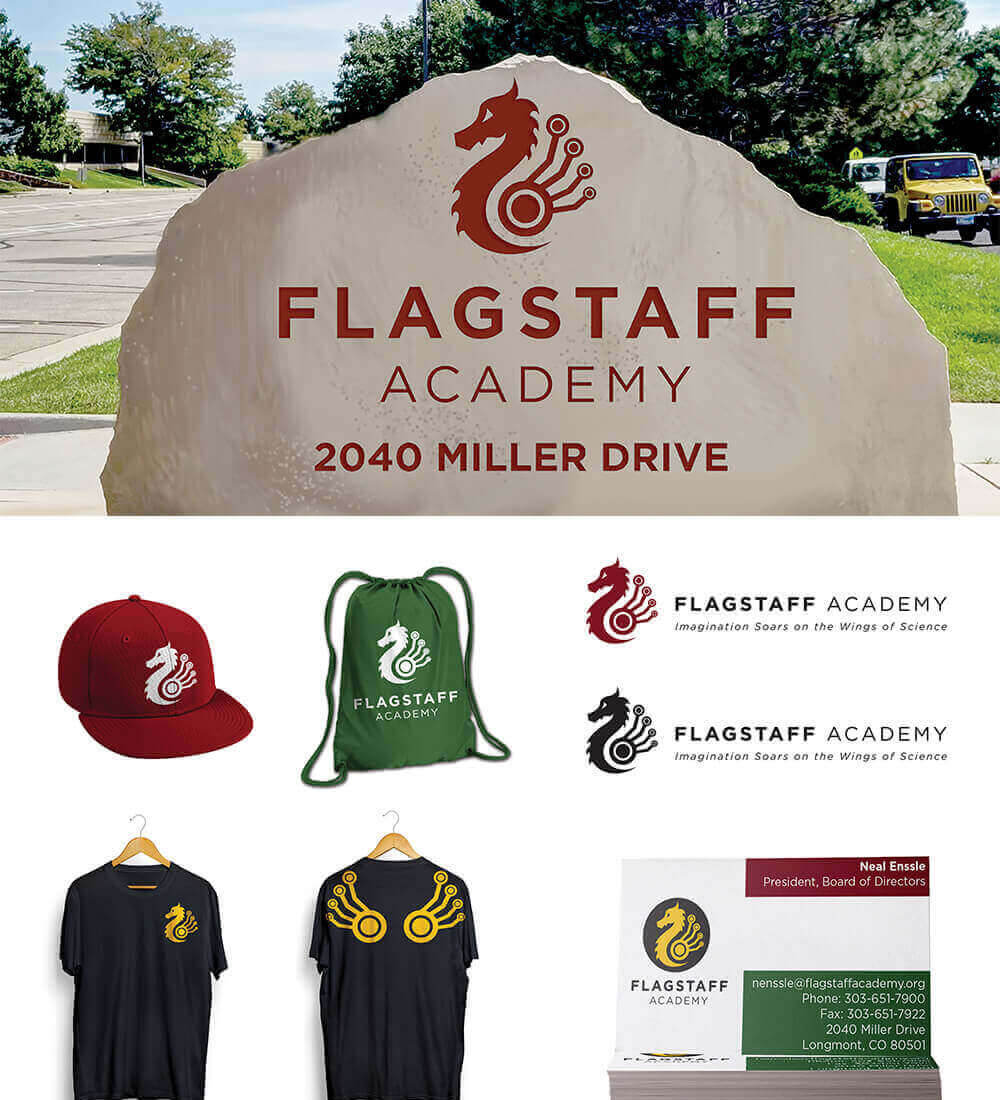 FLAGSTAFF
ACADEMY
2040 MILLER DRIVE
FLAGSTAFF
ACADEMY
FLAGSTAFF ACADEMY
Imagination Soars on the Wings of Science
FLAGSTAFF ACADEMY
Imagination Soars on the Wings of Science
Neal Enssle
President, Board of Directors
FLAGSTAFF
ACADEMY
nenssle@flagstaffacademy.org
Phone: 303-651-7900
Fax: 303-651-7922
2040 Miller Drive
Longmont, CO 80501
FLAGSTAFF